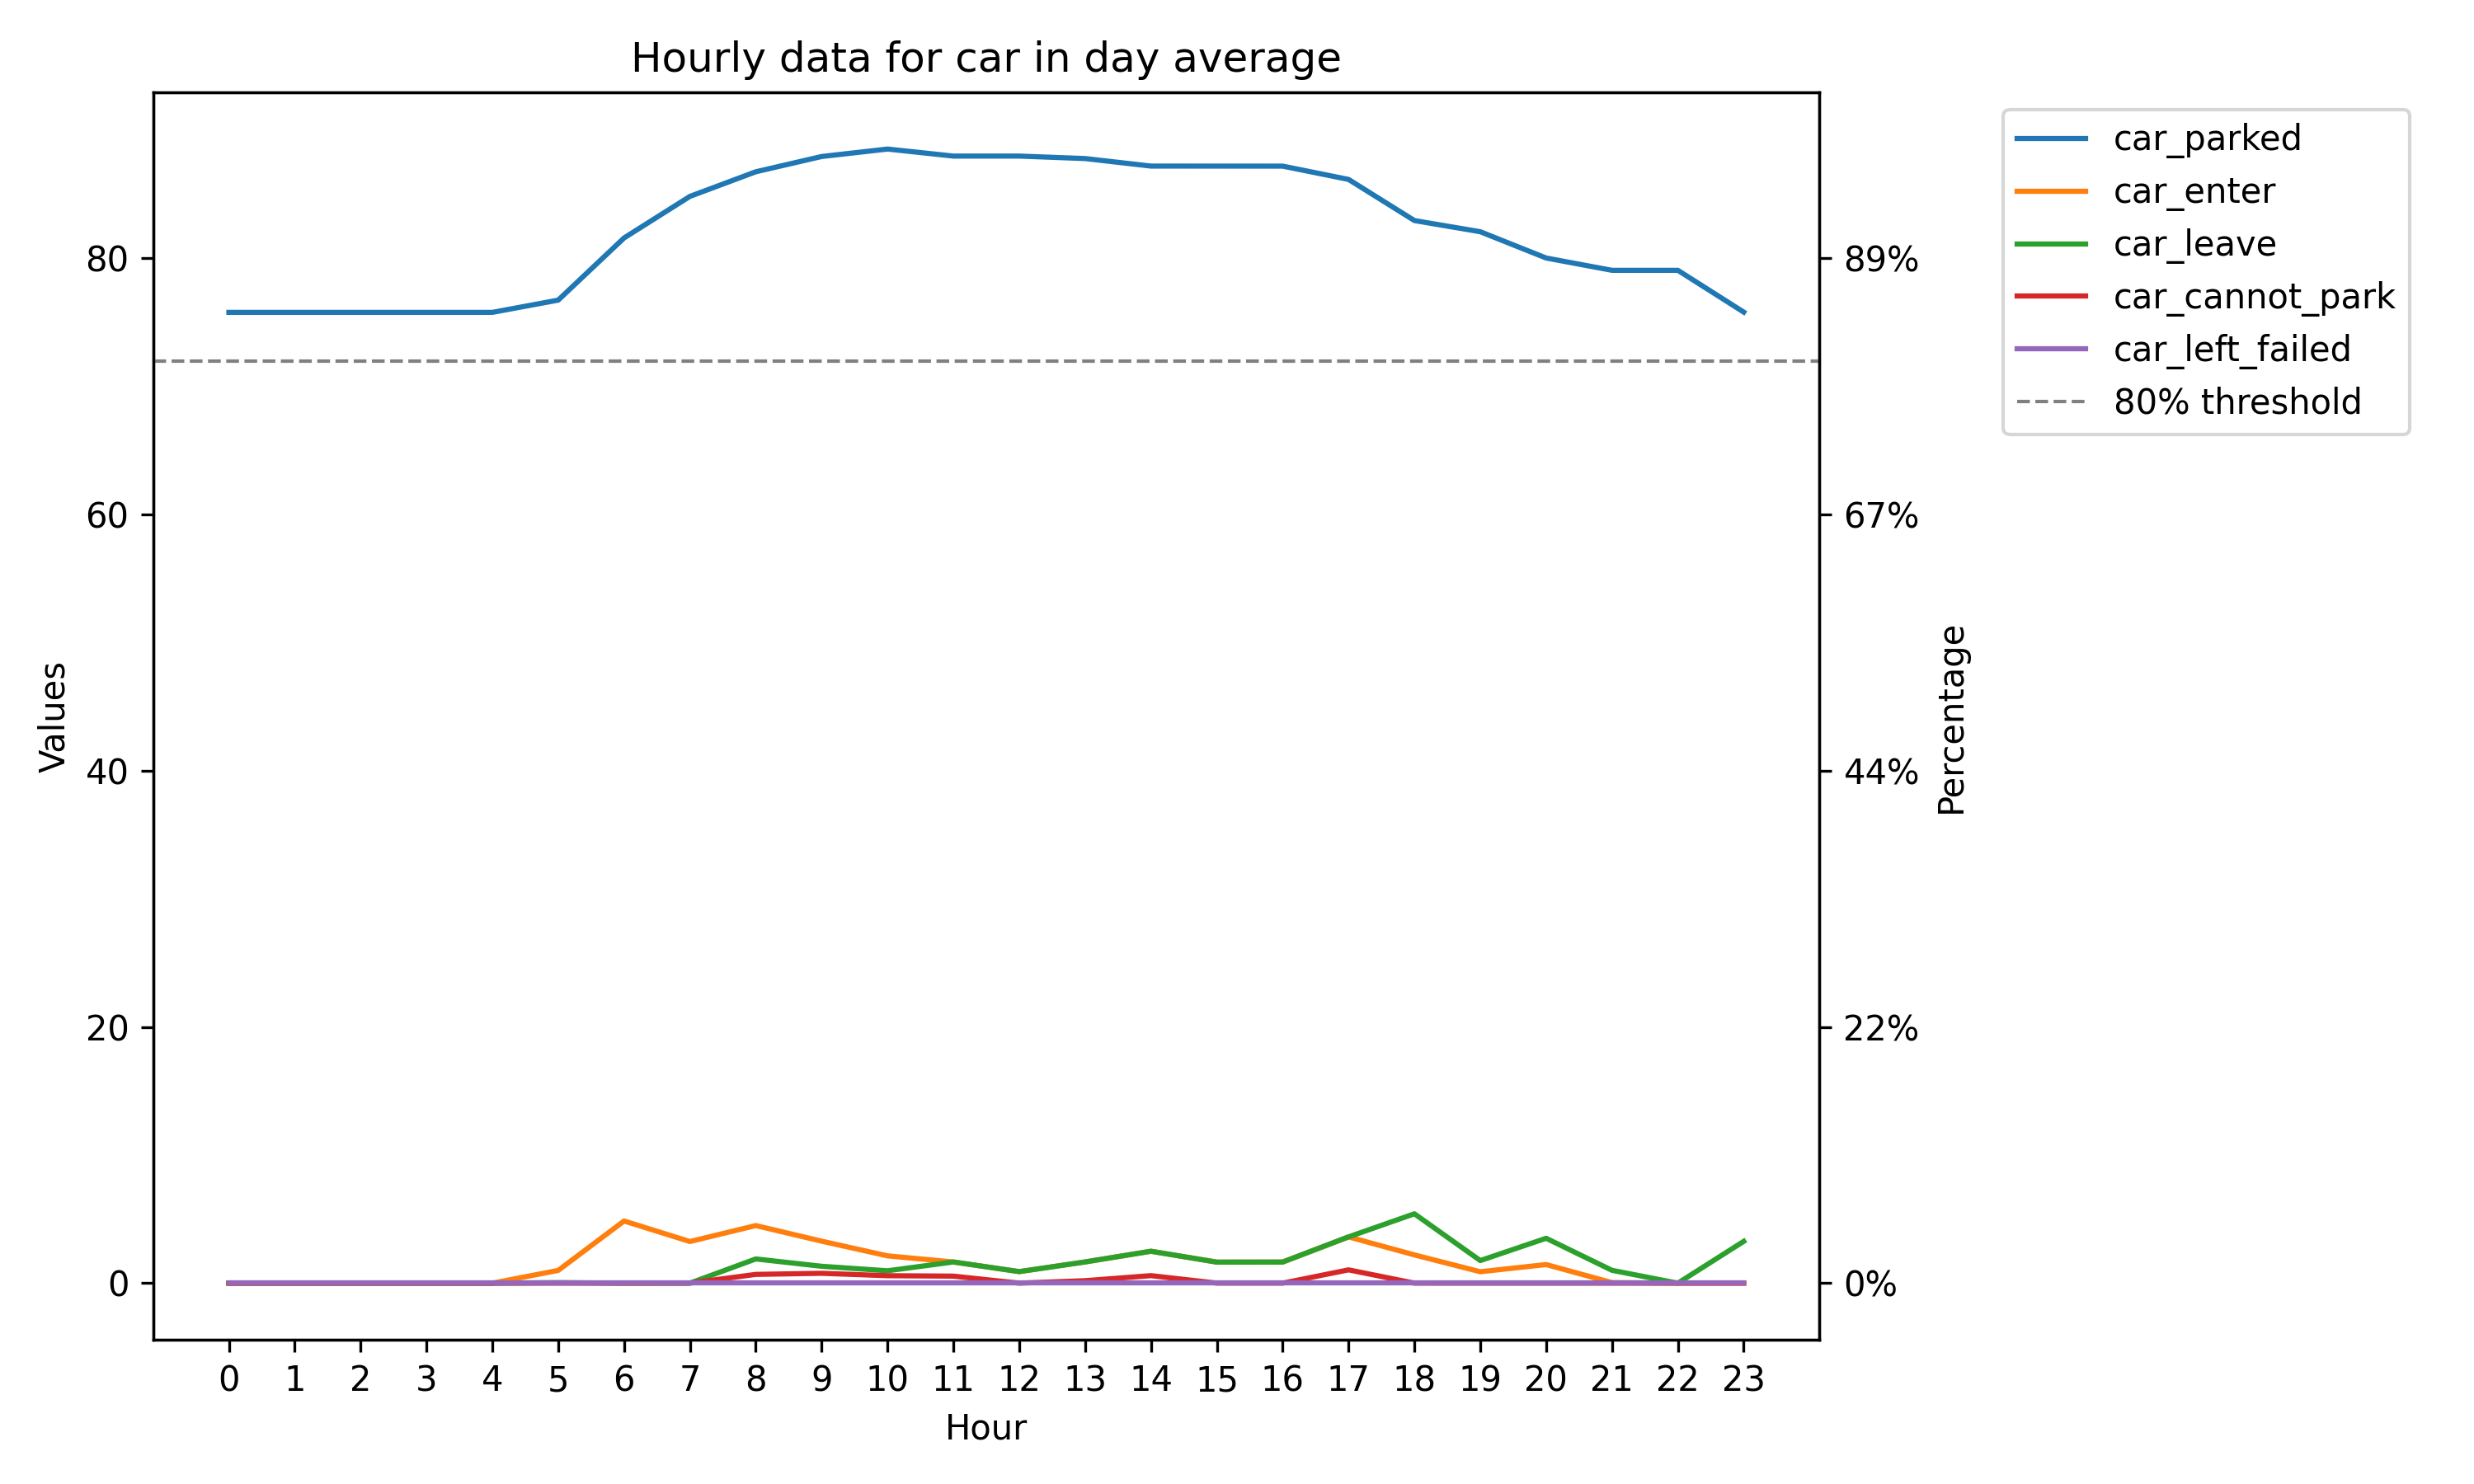 Hourly data for car in day average
car_parked
car_enter
car_leave
car_cannot_park
car_left_failed
80% threshold
80
60
40
20
0
Values
89%
67%
44%
22%
0%
Percentage
0 1 2 3 4 5 6 7 8 9 10 11 12 13 14 15 16 17 18 19 20 21 22 23
Hour